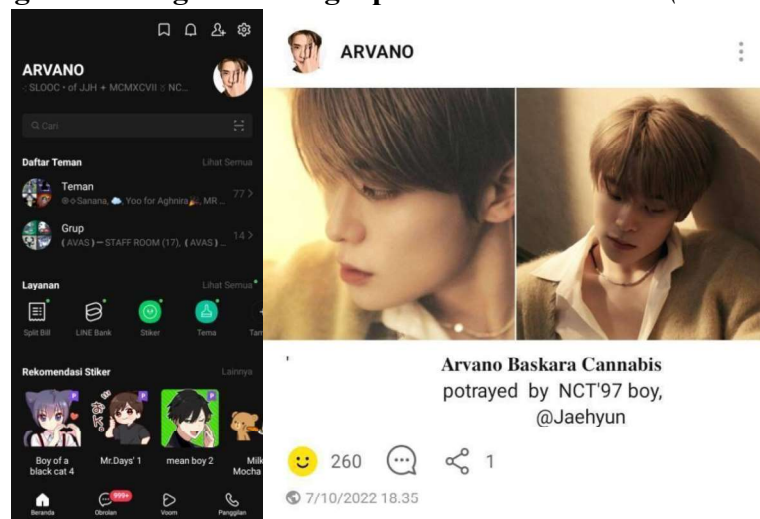 ARVANO
: SLOOC • of JJH + MCMXCVII NC...
Cari
Daftar Teman
Lihat Semua
Teman
Sanana, ☁️, Yoo for Aghnira🎉, MR ...
77 >
Grup
( AVAS ) – STAFF ROOM (17), ( AVAS ) ...
14 >
Layanan
Lihat Semua
Split Bill
LINE Bank
Stiker
Tema
Tam
Rekomendasi Stiker
Lainnya
Boy of a
black cat 4
Mr.Days' 1
mean boy 2
Milk
Mocha
Beranda
999+
Obrolan
Voom
Panggilan
ARVANO
'
Arvano Baskara Cannabis
potrayed by NCT'97 boy,
@Jaehyun
260
1
7/10/2022 18.35